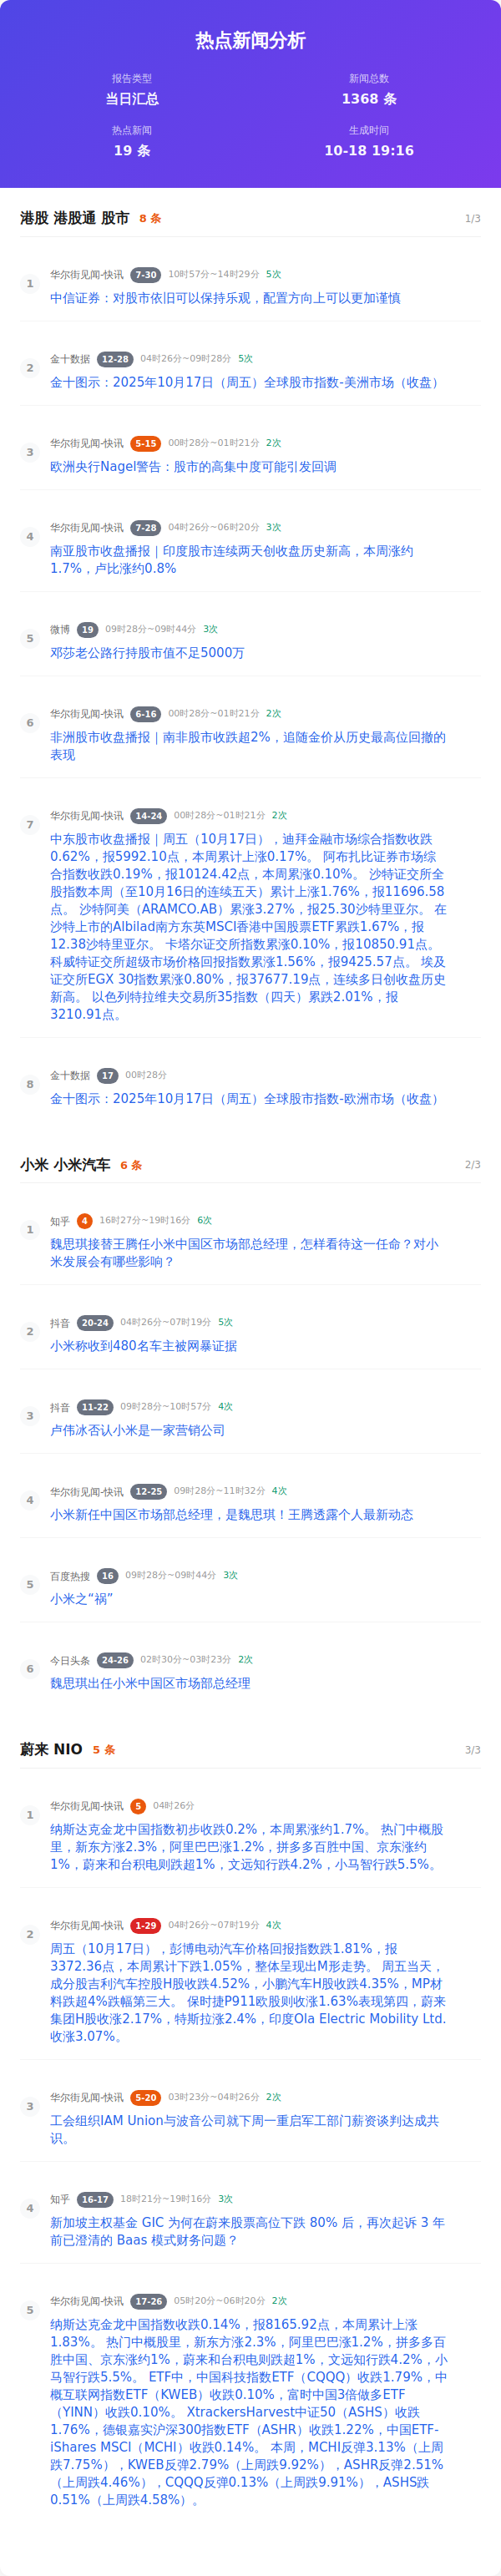 热点新闻分析
报告类型
当日汇总
新闻总数
1368 条
热点新闻
19 条
生成时间
10-18 19:16
港股 港股通 股市 8 条 1/3
1
华尔街见闻-快讯 7-30 10时57分~14时29分 5次
中信证券：对股市依旧可以保持乐观，配置方向上可以更加谨慎
2
金十数据 12-28 04时26分~09时28分 5次
金十图示：2025年10月17日（周五）全球股市指数-美洲市场（收盘）
3
华尔街见闻-快讯 5-15 00时28分~01时21分 2次
欧洲央行Nagel警告：股市的高集中度可能引发回调
4
华尔街见闻-快讯 7-28 04时26分~06时20分 3次
南亚股市收盘播报｜印度股市连续两天创收盘历史新高，本周涨约
1.7%，卢比涨约0.8%
5
微博 19 09时28分~09时44分 3次
邓莎老公路行持股市值不足5000万
6
华尔街见闻-快讯 6-16 00时28分~01时21分 2次
非洲股市收盘播报｜南非股市收跌超2%，追随金价从历史最高位回撤的
表现
7
华尔街见闻-快讯 14-24 00时28分~01时21分 2次
中东股市收盘播报｜周五（10月17日），迪拜金融市场综合指数收跌
0.62%，报5992.10点，本周累计上涨0.17%。 阿布扎比证券市场综
合指数收跌0.19%，报10124.42点，本周累涨0.10%。 沙特证交所全
股指数本周（至10月16日的连续五天）累计上涨1.76%，报11696.58
点。 沙特阿美（ARAMCO.AB）累涨3.27%，报25.30沙特里亚尔。 在
沙特上市的Albilad南方东英MSCI香港中国股票ETF累跌1.67%，报
12.38沙特里亚尔。 卡塔尔证交所指数累涨0.10%，报10850.91点。
科威特证交所超级市场价格回报指数累涨1.56%，报9425.57点。 埃及
证交所EGX 30指数累涨0.80%，报37677.19点，连续多日创收盘历史
新高。 以色列特拉维夫交易所35指数（四天）累跌2.01%，报
3210.91点。
8
金十数据 17 00时28分
金十图示：2025年10月17日（周五）全球股市指数-欧洲市场（收盘）
小米 小米汽车 6 条 2/3
1
知乎 4 16时27分~19时16分 6次
魏思琪接替王腾任小米中国区市场部总经理，怎样看待这一任命？对小
米发展会有哪些影响？
2
抖音 20-24 04时26分~07时19分 5次
小米称收到480名车主被网暴证据
3
抖音 11-22 09时28分~10时57分 4次
卢伟冰否认小米是一家营销公司
4
华尔街见闻-快讯 12-25 09时28分~11时32分 4次
小米新任中国区市场部总经理，是魏思琪！王腾透露个人最新动态
5
百度热搜 16 09时28分~09时44分 3次
小米之“祸”
6
今日头条 24-26 02时30分~03时23分 2次
魏思琪出任小米中国区市场部总经理
蔚来 NIO 5 条 3/3
1
华尔街见闻-快讯 5 04时26分
纳斯达克金龙中国指数初步收跌0.2%，本周累涨约1.7%。 热门中概股
里，新东方涨2.3%，阿里巴巴涨1.2%，拼多多百胜中国、京东涨约
1%，蔚来和台积电则跌超1%，文远知行跌4.2%，小马智行跌5.5%。
2
华尔街见闻-快讯 1-29 04时26分~07时19分 4次
周五（10月17日），彭博电动汽车价格回报指数跌1.81%，报
3372.36点，本周累计下跌1.05%，整体呈现出M形走势。 周五当天，
成分股吉利汽车控股H股收跌4.52%，小鹏汽车H股收跌4.35%，MP材
料跌超4%跌幅第三大。 保时捷P911欧股则收涨1.63%表现第四，蔚来
集团H股收涨2.17%，特斯拉涨2.4%，印度Ola Electric Mobility Ltd.
收涨3.07%。
3
华尔街见闻-快讯 5-20 03时23分~04时26分 2次
工会组织IAM Union与波音公司就下周一重启军工部门薪资谈判达成共
识。
4
知乎 16-17 18时21分~19时16分 3次
新加坡主权基金 GIC 为何在蔚来股票高位下跌 80% 后，再次起诉 3 年
前已澄清的 Baas 模式财务问题？
5
华尔街见闻-快讯 17-26 05时20分~06时20分 2次
纳斯达克金龙中国指数收跌0.14%，报8165.92点，本周累计上涨
1.83%。 热门中概股里，新东方涨2.3%，阿里巴巴涨1.2%，拼多多百
胜中国、京东涨约1%，蔚来和台积电则跌超1%，文远知行跌4.2%，小
马智行跌5.5%。 ETF中，中国科技指数ETF（CQQQ）收跌1.79%，中
概互联网指数ETF（KWEB）收跌0.10%，富时中国3倍做多ETF
（YINN）收跌0.10%。 XtrackersHarvest中证50（ASHS）收跌
1.76%，德银嘉实沪深300指数ETF（ASHR）收跌1.22%，中国ETF-
iShares MSCI（MCHI）收跌0.14%。 本周，MCHI反弹3.13%（上周
跌7.75%），KWEB反弹2.79%（上周跌9.92%），ASHR反弹2.51%
（上周跌4.46%），CQQQ反弹0.13%（上周跌9.91%），ASHS跌
0.51%（上周跌4.58%）。